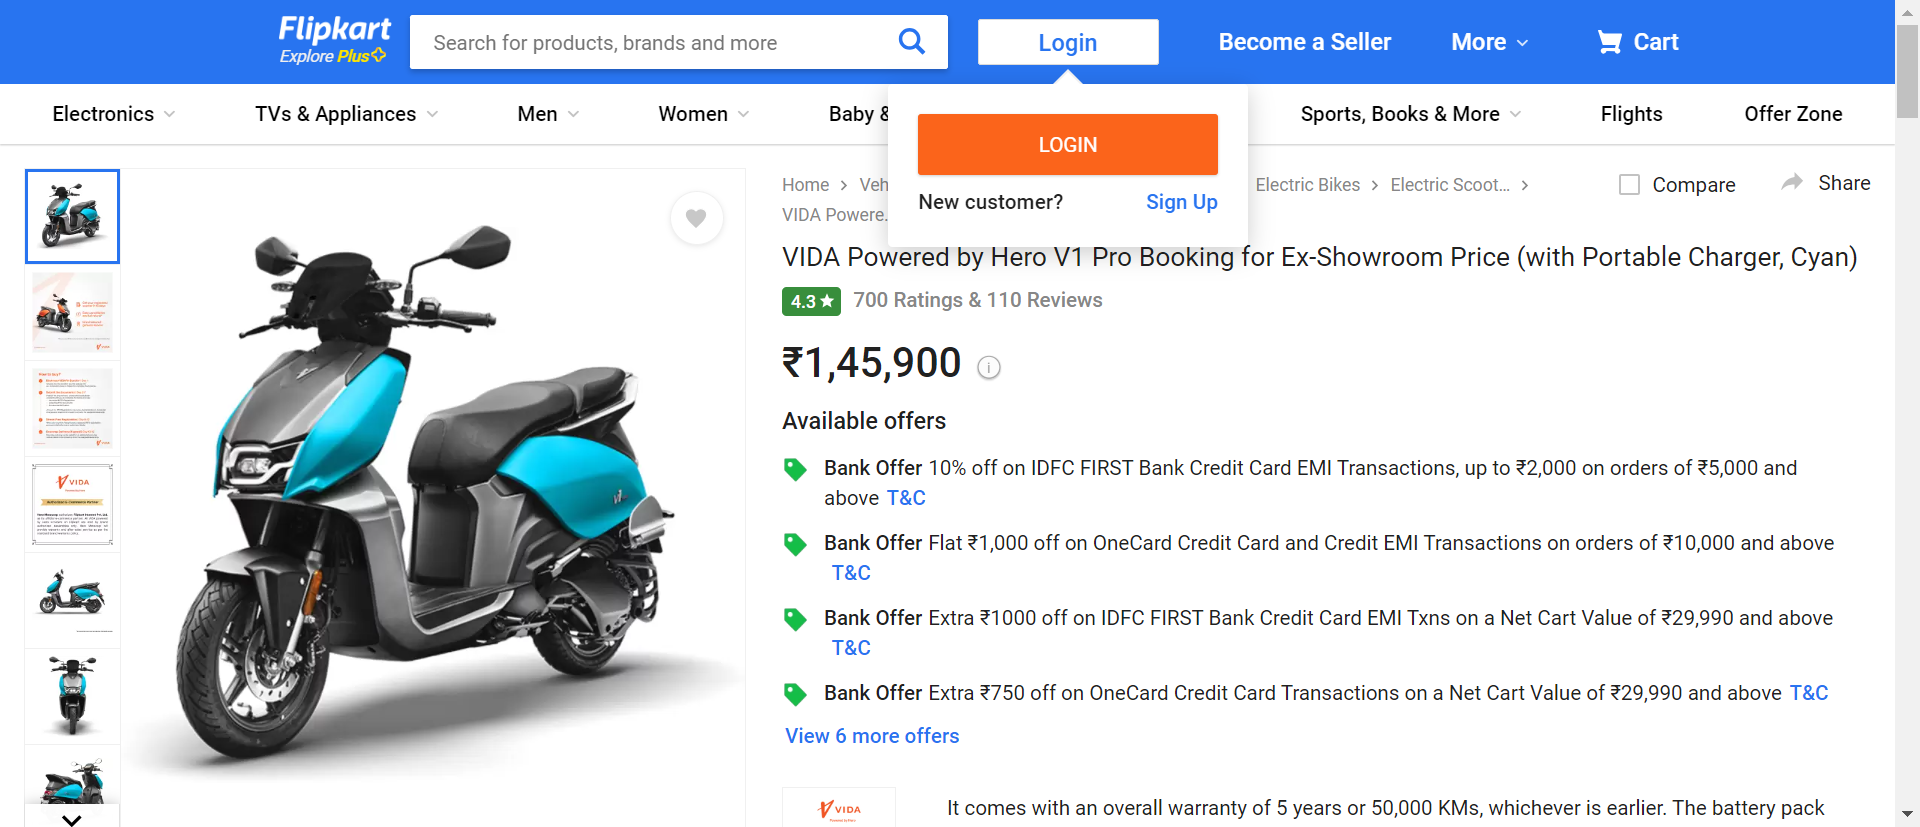 Flipkart
Explore Plus
Search for products, brands and more
Login
Become a Seller
More
Cart
Electronics
TVs & Appliances
Men
Women
Baby &
Sports, Books & More
Flights
Offer Zone
LOGIN
New customer?
Sign Up
Home
Veh
Electric Bikes
Electric Scoot...
VIDA Powere..
Compare
Share
VIDA Powered by Hero V1 Pro Booking for Ex-Showroom Price (with Portable Charger, Cyan)
4.3
700 Ratings & 110 Reviews
₹1,45,900
i
Available offers
Bank Offer 10% off on IDFC FIRST Bank Credit Card EMI Transactions, up to ₹2,000 on orders of ₹5,000 and
above T&C
Bank Offer Flat ₹1,000 off on OneCard Credit Card and Credit EMI Transactions on orders of ₹10,000 and above
T&C
Bank Offer Extra ₹1000 off on IDFC FIRST Bank Credit Card EMI Txns on a Net Cart Value of ₹29,990 and above
T&C
Bank Offer Extra ₹750 off on OneCard Credit Card Transactions on a Net Cart Value of ₹29,990 and above T&C
View 6 more offers
VIDA
VIDA
It comes with an overall warranty of 5 years or 50,000 KMs, whichever is earlier. The battery pack